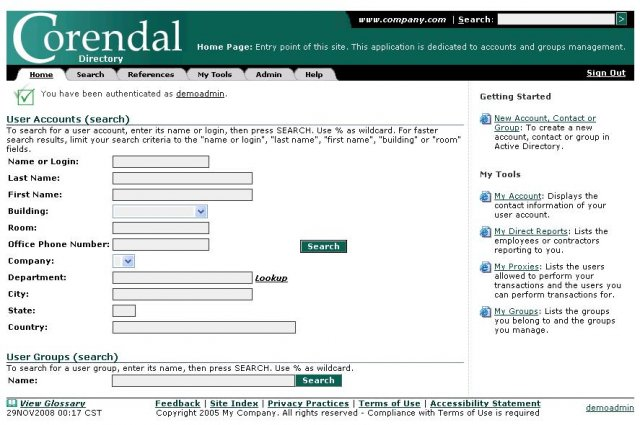 www.company.com | Search: >
Corendal
Directory
Home Page: Entry point of this site. This application is dedicated to accounts and groups management.
Home Search References My Tools Admin Help Sign Out
You have been authenticated as demoadmin.
User Accounts (search)
To search for a user account, enter its name or login, then press SEARCH. Use % as wildcard. For faster
search results, limit your search criteria to the "name or login", "last name", "first name", "building" or "room"
fields.
Name or Login:
Last Name:
First Name:
Building:
Room:
Office Phone Number:
Search
Company:
Department: Lookup
City:
State:
Country:
User Groups (search)
To search for a user group, enter its name, then press SEARCH. Use % as wildcard.
Name: Search
Getting Started
New Account, Contact or
Group: To create a new
account, contact or group in
Active Directory.
My Tools
My Account: Displays the
contact information of your
user account.
My Direct Reports: Lists the
employees or contractors
reporting to you.
My Proxies: Lists the users
allowed to perform your
transactions and the users you
can perform transactions for.
My Groups: Lists the groups
you belong to and the groups
you manage.
View Glossary Feedback | Site Index | Privacy Practices | Terms of Use | Accessibility Statement
29NOV2008 00:17 CST Copyright 2005 My Company. All rights reserved - Compliance with Terms of Use is required
demoadmin